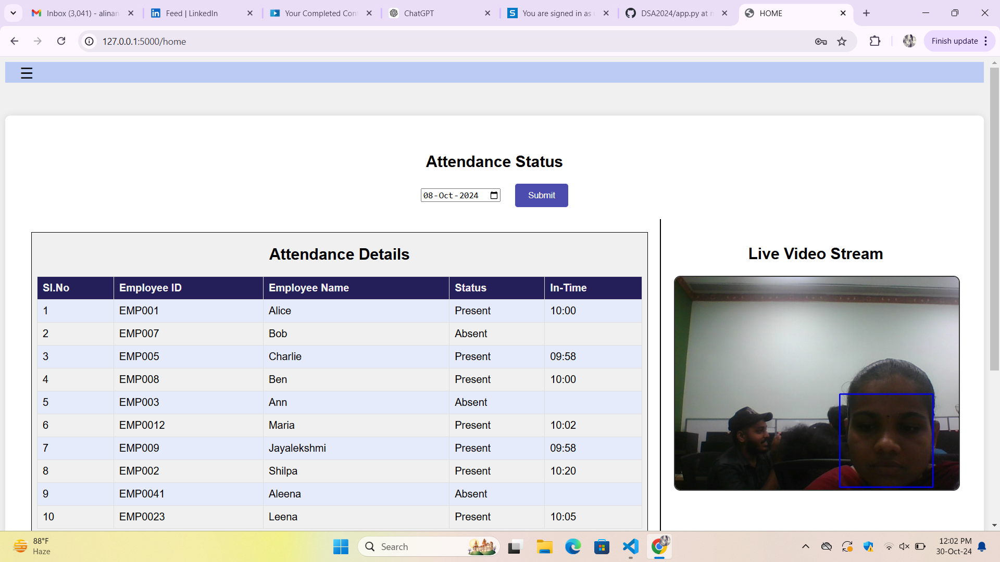 Inbox (3,041) - alinan
Feed | LinkedIn
Your Completed Cont
ChatGPT
You are signed in as
DSA2024/app.py at
HOME
127.0.0.1:5000/home
Finish update
Attendance Status
08-Oct-2024
Submit
Attendance Details
Live Video Stream
Sl.No Employee ID Employee Name Status In-Time
1 EMP001 Alice Present 10:00
2 EMP007 Bob Absent
3 EMP005 Charlie Present 09:58
4 EMP008 Ben Present 10:00
5 EMP003 Ann Absent
6 EMP0012 Maria Present 10:02
7 EMP009 Jayalekshmi Present 09:58
8 EMP002 Shilpa Present 10:20
9 EMP0041 Aleena Absent
10 EMP0023 Leena Present 10:05
88°F
Haze
Search
12:02 PM
30-Oct-24